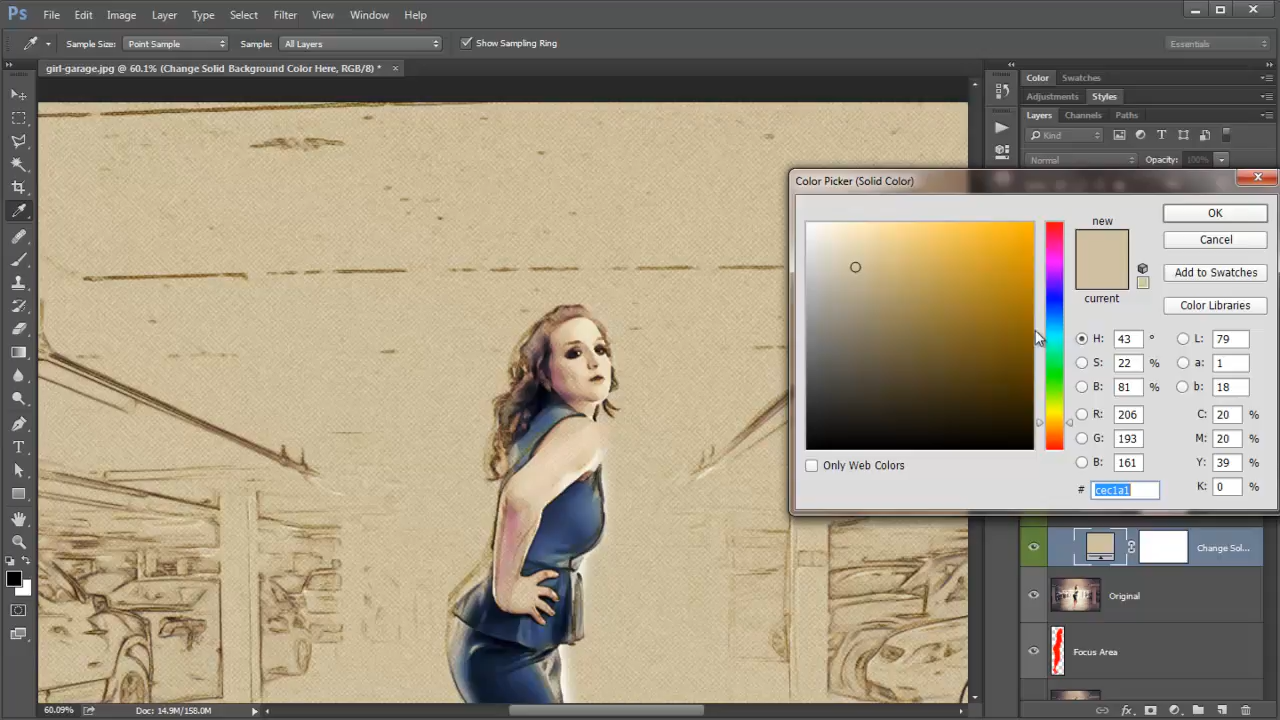 Ps File Edit Image Layer Type Select Filter View Window Help
Sample Size: Point Sample Sample: All Layers Show Sampling Ring Essentials
girl-garage.jpg @ 60.1% (Change Solid Background Color Here, RGB/8) * ×
Color Swatches
Adjustments Styles
Layers Channels Paths
Kind
Normal Opacity: 100%
Color Picker (Solid Color)
new
OK
Cancel
Add to Swatches
current
Color Libraries
H: 43 ° L: 79
S: 22 % a: 1
B: 81 % b: 18
R: 206 C: 20 %
G: 193 M: 20 %
Only Web Colors
B: 161 Y: 39 %
# cec1a1 K: 0 %
Change Sol...
Original
Focus Area
60.09% Doc: 14.9M/158.0M
fx